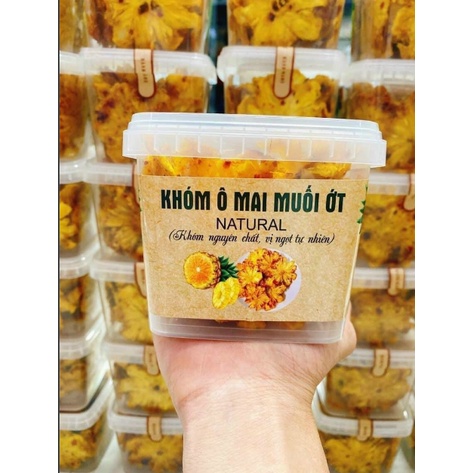 KHÓM Ô MAI MUỐI ỚT
NATURAL
(Khóm nguyên chất, vị ngọt tự nhiên)